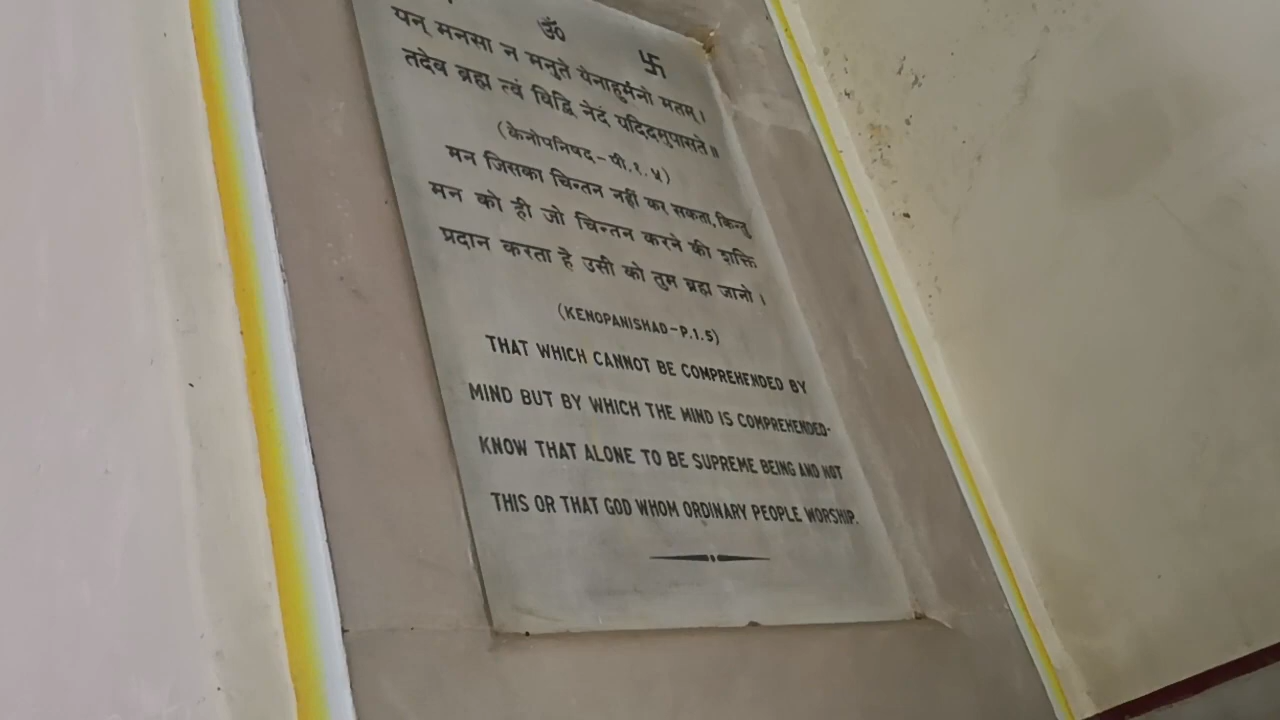 ॐ 卐
यन् मनसा न मनुते येनाहुर्मनो मतम्।
तदेव ब्रह्म त्वं विद्धि नेदं यदिदमुपासते॥
(केनोपनिषद-पी.१.५)
मन जिसका चिन्तन नहीं कर सकता, किन्तु
मन को ही जो चिन्तन करने की शक्ति
प्रदान करता है उसी को तुम ब्रह्म जानो।
(KENOPANISHAD-P.1.5)
THAT WHICH CANNOT BE COMPREHENDED BY
MIND BUT BY WHICH THE MIND IS COMPREHENDED-
KNOW THAT ALONE TO BE SUPREME BEING AND NOT
THIS OR THAT GOD WHOM ORDINARY PEOPLE WORSHIP.